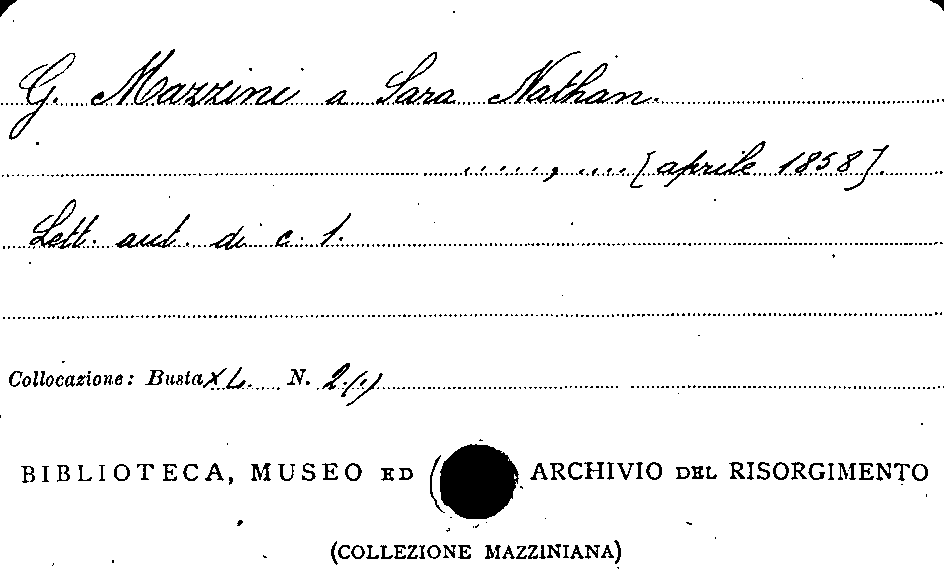 G. Mazzini a Sara Nathan.
....., .... [aprile 1858].
Lett. aut. di c. 1.
Collocazione: Busta XL. N. 2.(1)
BIBLIOTECA, MUSEO ED ARCHIVIO DEL RISORGIMENTO
(COLLEZIONE MAZZINIANA)